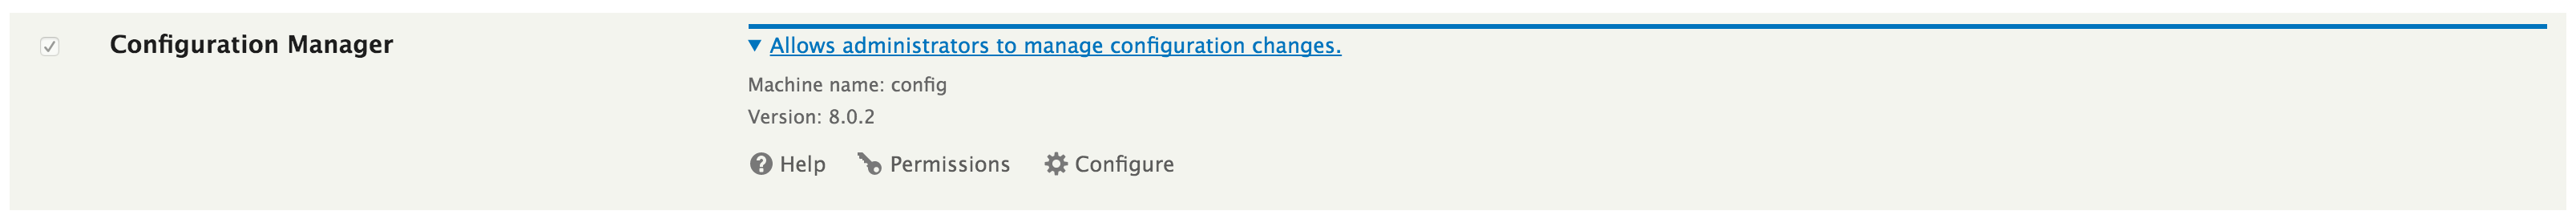 Configuration Manager
Allows administrators to manage configuration changes.
Machine name: config
Version: 8.0.2
Help Permissions Configure